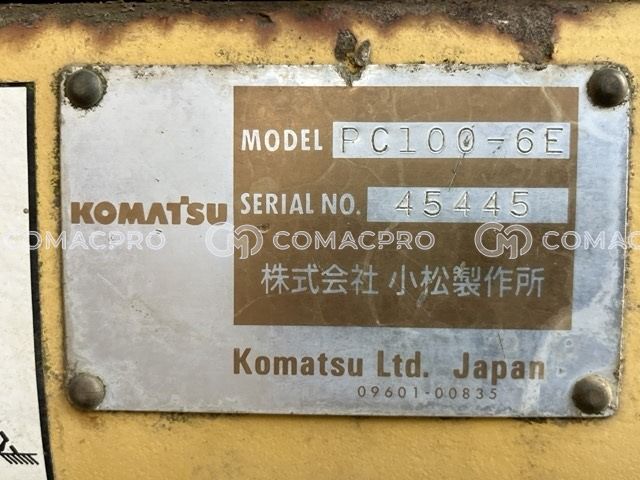 MODEL PC100-6E
KOMATSU
SERIAL NO. 45445
COMACPRO COMACPRO COMACPRO
株式会社 小松製作所
Komatsu Ltd. Japan
09601-00835